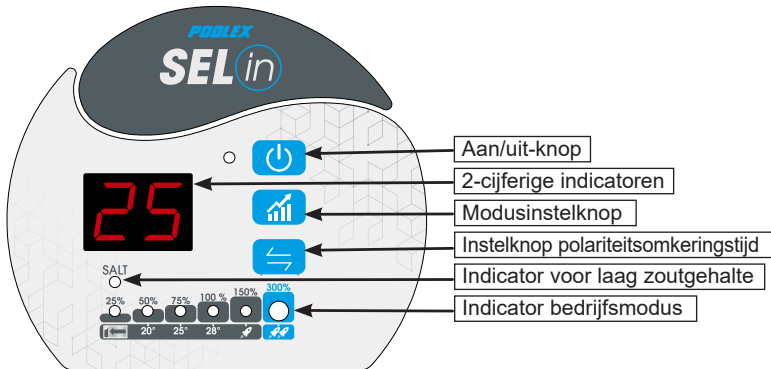 POOLEX
SEL in
Aan/uit-knop
25
2-cijferige indicatoren
Modusinstelknop
Instelknop polariteitsomkeringstijd
SALT
Indicator voor laag zoutgehalte
25% 50% 75% 100 % 150% 300%
Indicator bedrijfsmodus
20° 25° 28°